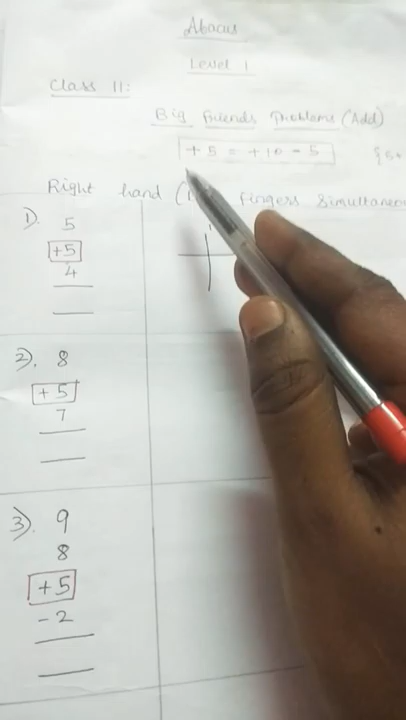 Abacus
Level 1
Class 11:
Big Friends Problems (Add)
+5 = +10 - 5
Right hand ( Fingers Simultaneou
1). 5
+5
4
2). 8
+5
7
3). 9
8
+5
-2